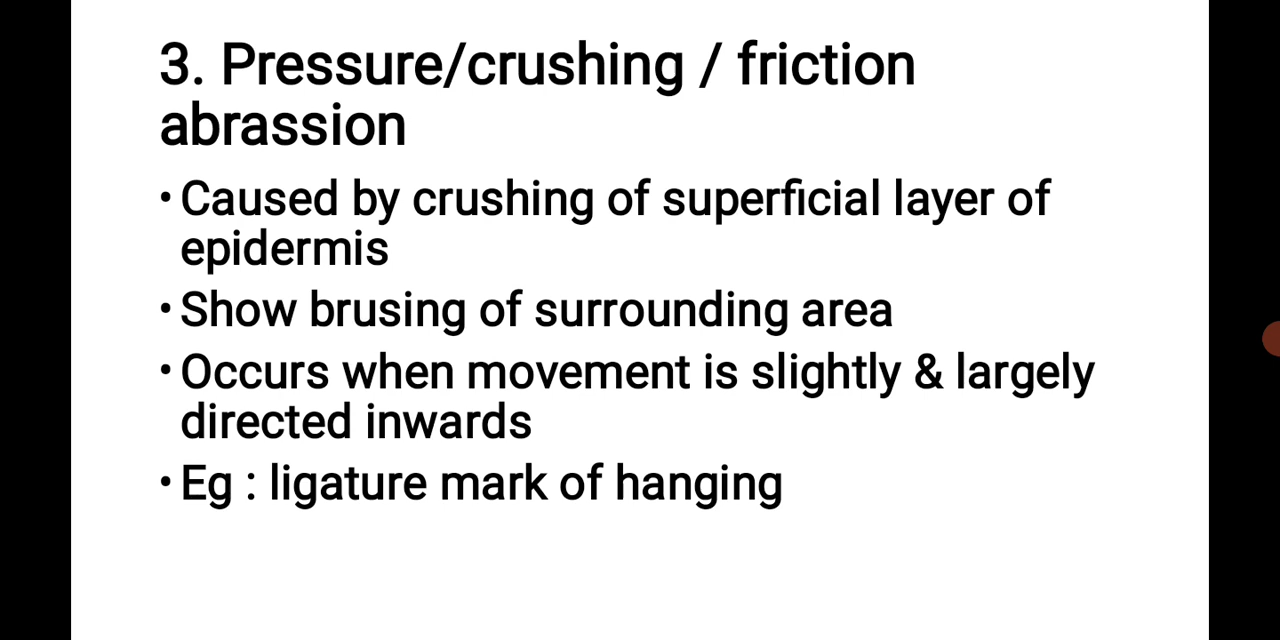 3. Pressure/crushing / friction
abrassion
• Caused by crushing of superficial layer of
epidermis
• Show brusing of surrounding area
• Occurs when movement is slightly & largely
directed inwards
• Eg : ligature mark of hanging